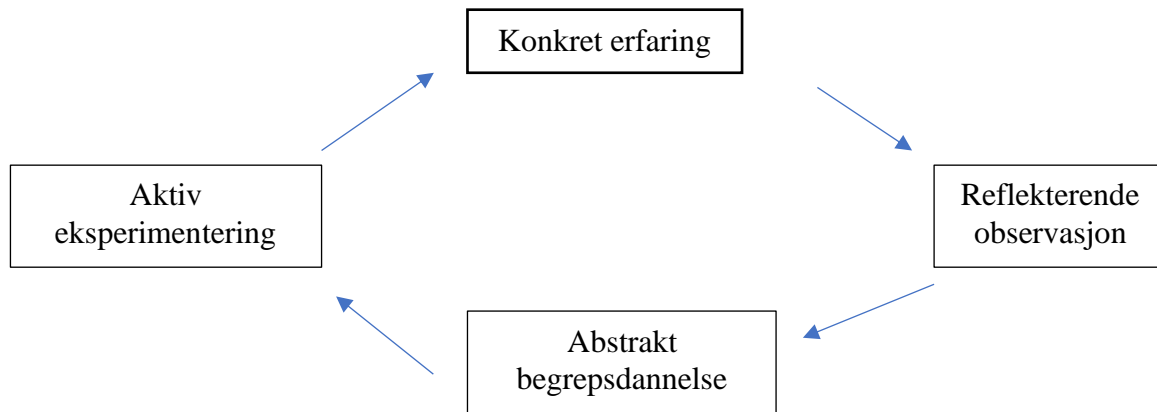 Konkret erfaring
Aktiv
eksperimentering
Reflekterende
observasjon
Abstrakt
begrepsdannelse